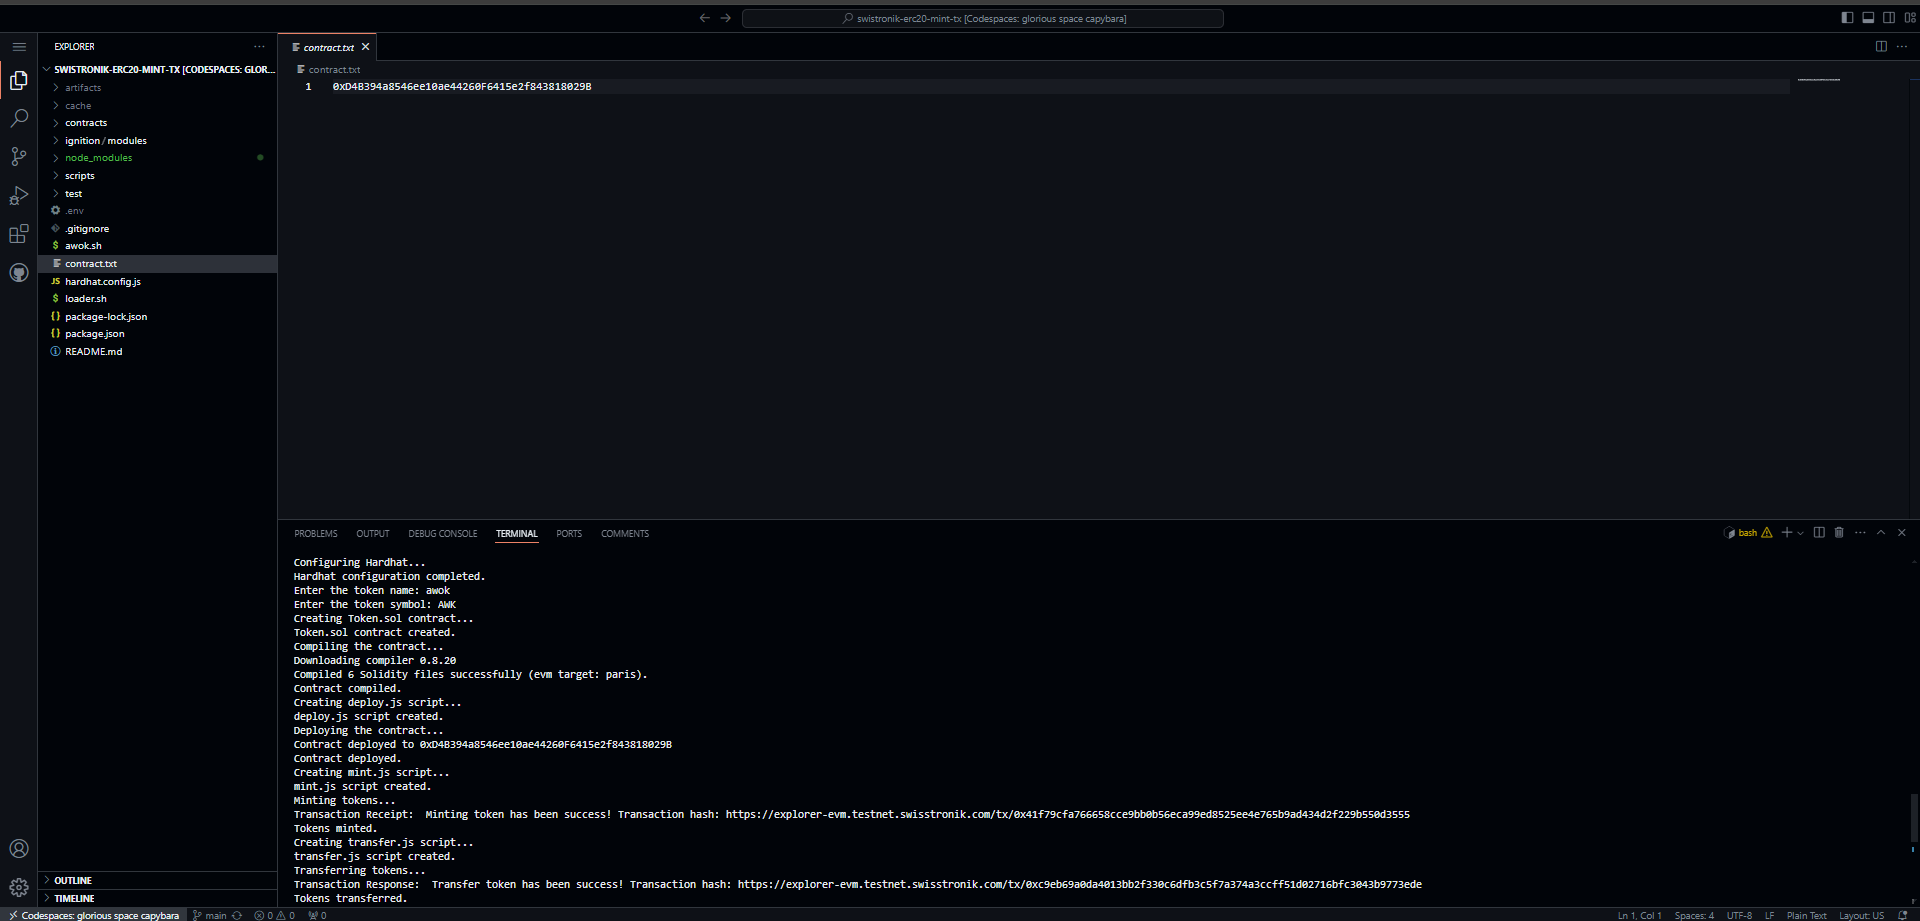 swistronik-erc20-mint-tx [Codespaces: glorious space capybara]
EXPLORER
SWISTRONIK-ERC20-MINT-TX [CODESPACES: GLOR...
artifacts
cache
contracts
ignition / modules
node_modules
scripts
test
.env
.gitignore
awok.sh
contract.txt
hardhat.config.js
loader.sh
package-lock.json
package.json
README.md
OUTLINE
TIMELINE
contract.txt
contract.txt
1 0xD4B394a8546ee10ae44260F6415e2f843818029B
PROBLEMS OUTPUT DEBUG CONSOLE TERMINAL PORTS COMMENTS
bash
Configuring Hardhat...
Hardhat configuration completed.
Enter the token name: awok
Enter the token symbol: AWK
Creating Token.sol contract...
Token.sol contract created.
Compiling the contract...
Downloading compiler 0.8.20
Compiled 6 Solidity files successfully (evm target: paris).
Contract compiled.
Creating deploy.js script...
deploy.js script created.
Deploying the contract...
Contract deployed to 0xD4B394a8546ee10ae44260F6415e2f843818029B
Contract deployed.
Creating mint.js script...
mint.js script created.
Minting tokens...
Transaction Receipt:  Minting token has been success! Transaction hash: https://explorer-evm.testnet.swisstronik.com/tx/0x41f79cfa766658cce9bb0b56eca99ed8525ee4e765b9ad434d2f229b550d3555
Tokens minted.
Creating transfer.js script...
transfer.js script created.
Transferring tokens...
Transaction Response:  Transfer token has been success! Transaction hash: https://explorer-evm.testnet.swisstronik.com/tx/0xc9eb69a0da4013bb2f330c6dfb3c5f7a374a3ccff51d02716bfc3043b9773ede
Tokens transferred.
Codespaces: glorious space capybara main 0 0 0
Ln 1, Col 1 Spaces: 4 UTF-8 LF Plain Text Layout: US